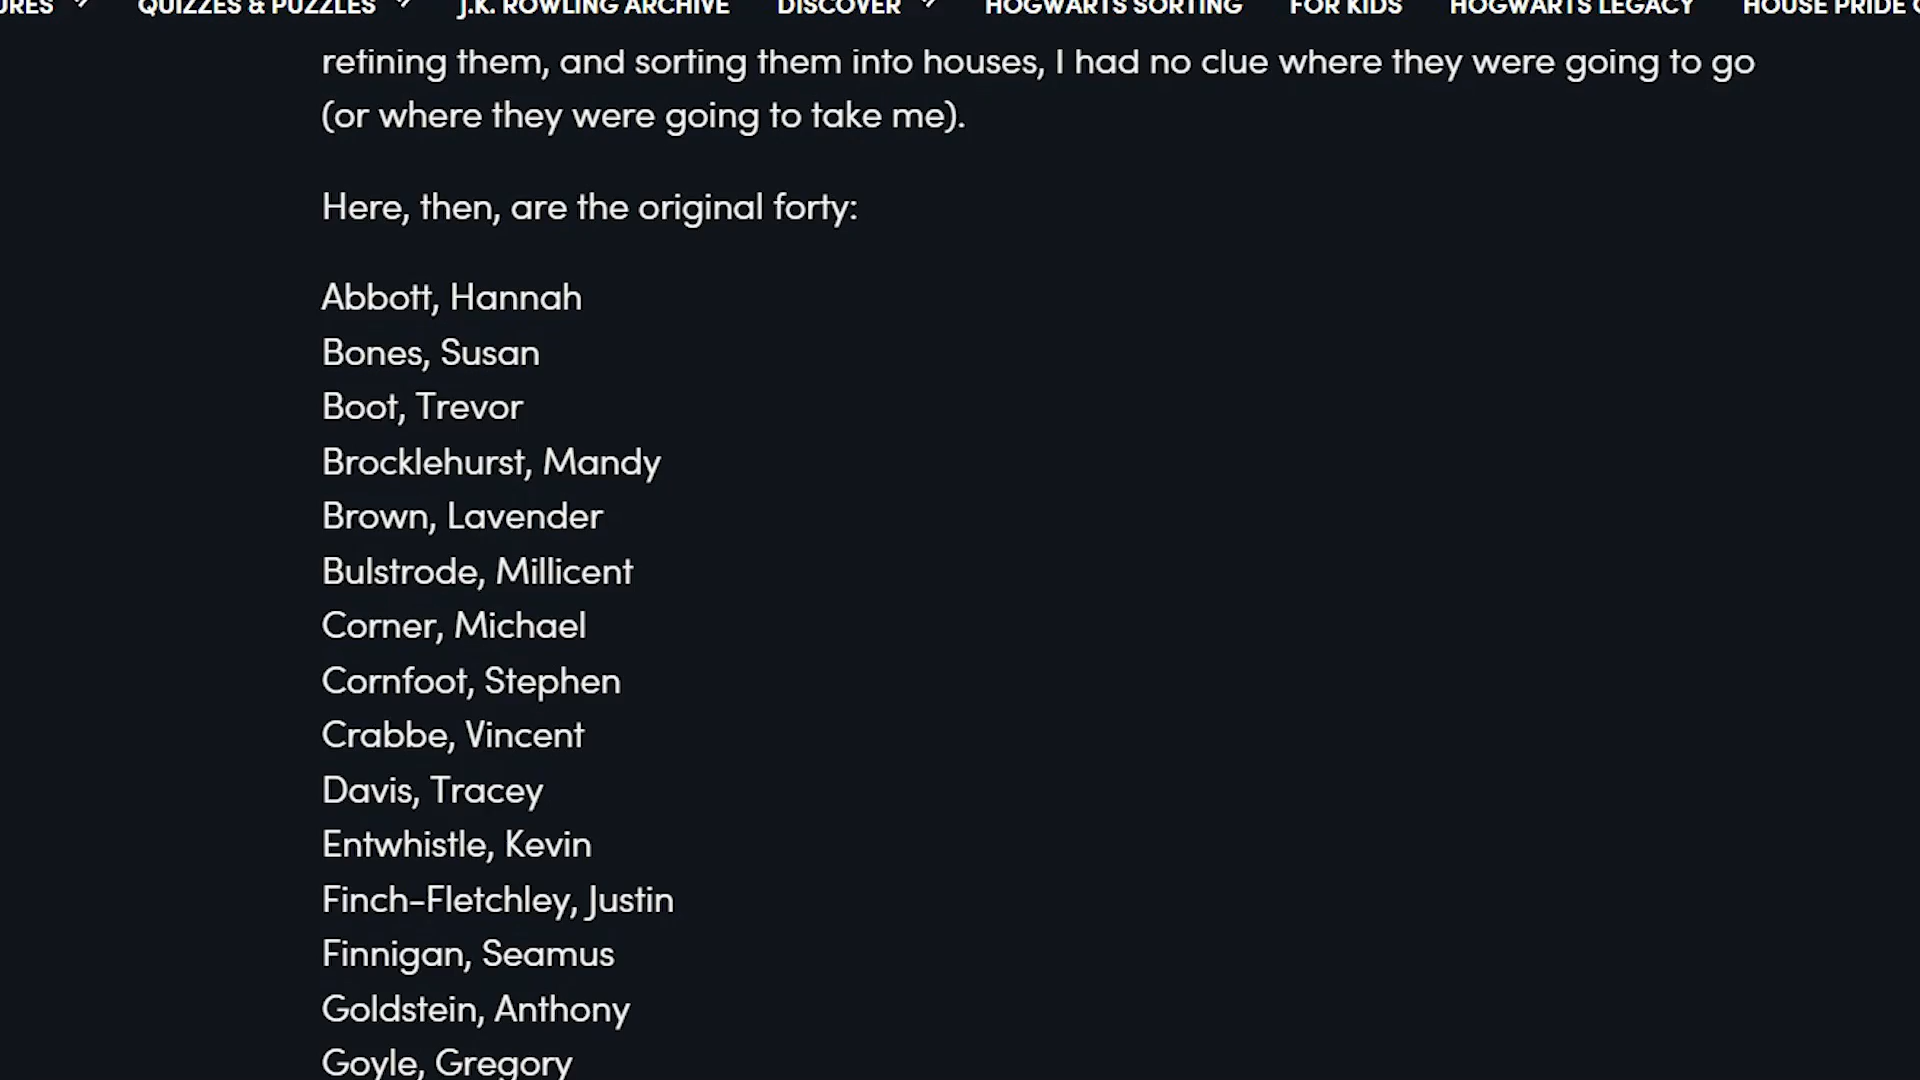 URES QUIZZES & PUZZLES J.K. ROWLING ARCHIVE DISCOVER HOGWARTS SORTING FOR KIDS HOGWARTS LEGACY HOUSE PRIDE
refining them, and sorting them into houses, I had no clue where they were going to go
(or where they were going to take me).
Here, then, are the original forty:
Abbott, Hannah
Bones, Susan
Boot, Trevor
Brocklehurst, Mandy
Brown, Lavender
Bulstrode, Millicent
Corner, Michael
Cornfoot, Stephen
Crabbe, Vincent
Davis, Tracey
Entwhistle, Kevin
Finch-Fletchley, Justin
Finnigan, Seamus
Goldstein, Anthony
Goyle, Gregory